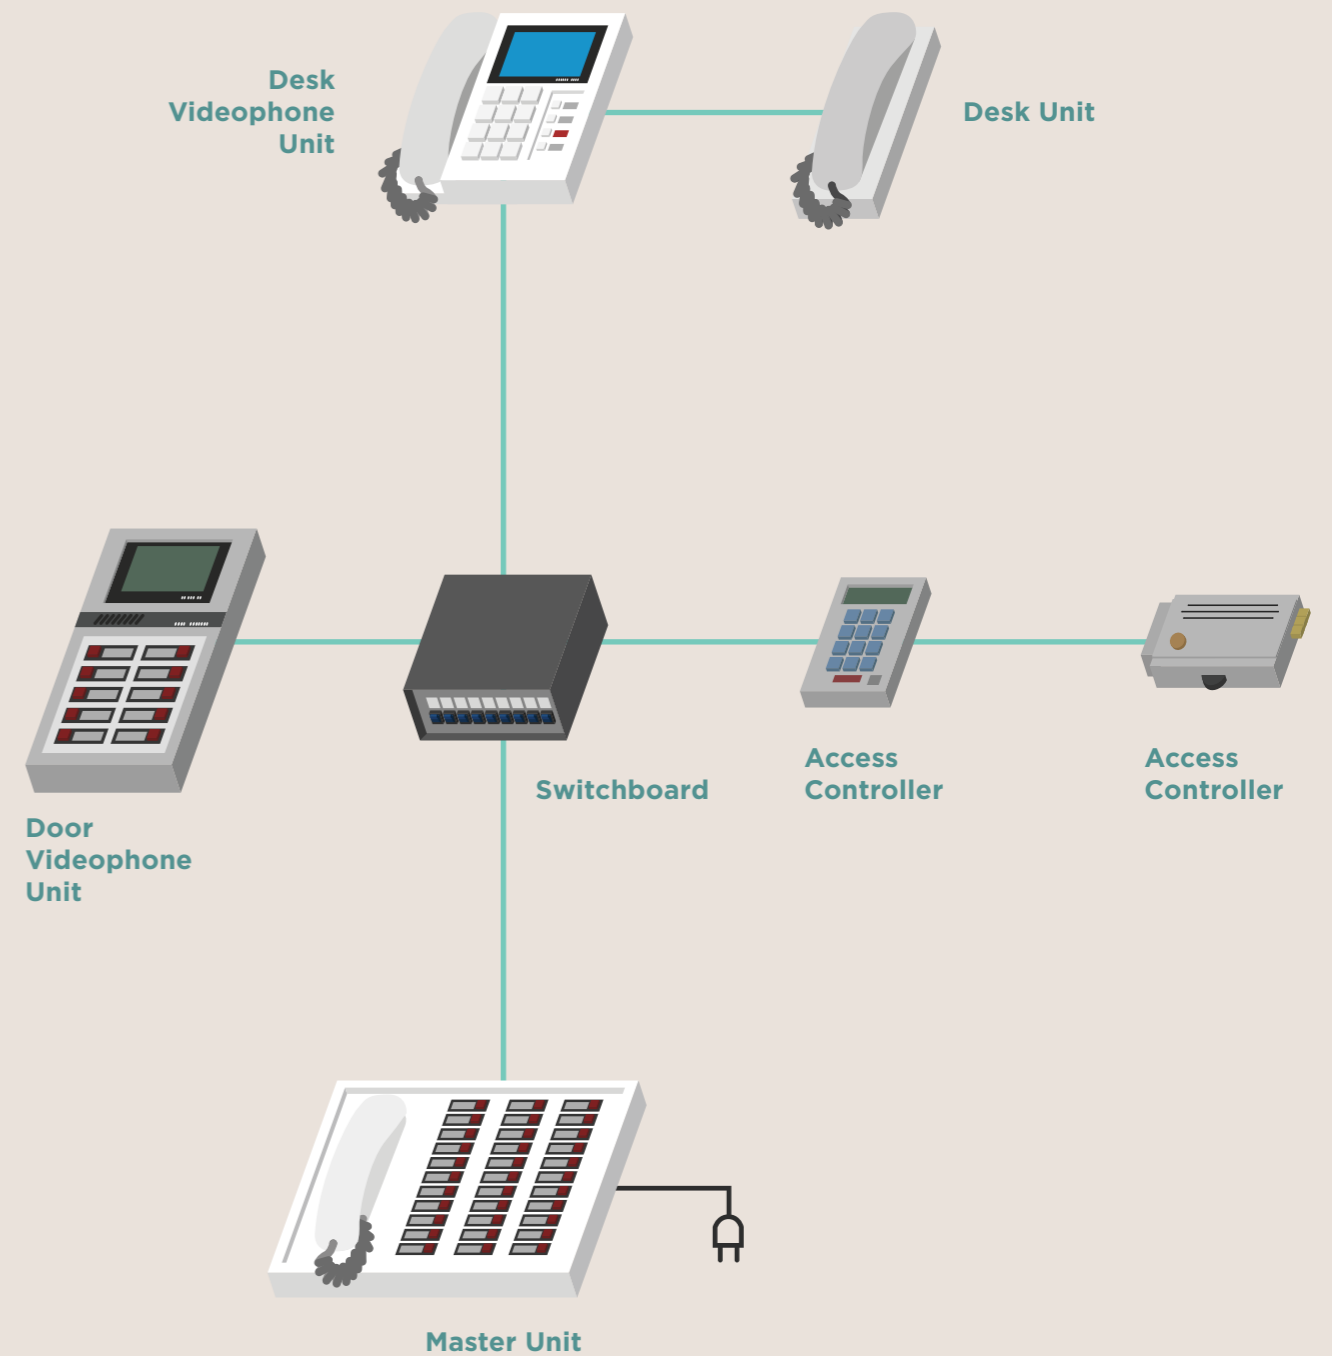 Desk
Videophone
Unit
Desk Unit
Switchboard
Access
Controller
Access
Controller
Door
Videophone
Unit
Master Unit